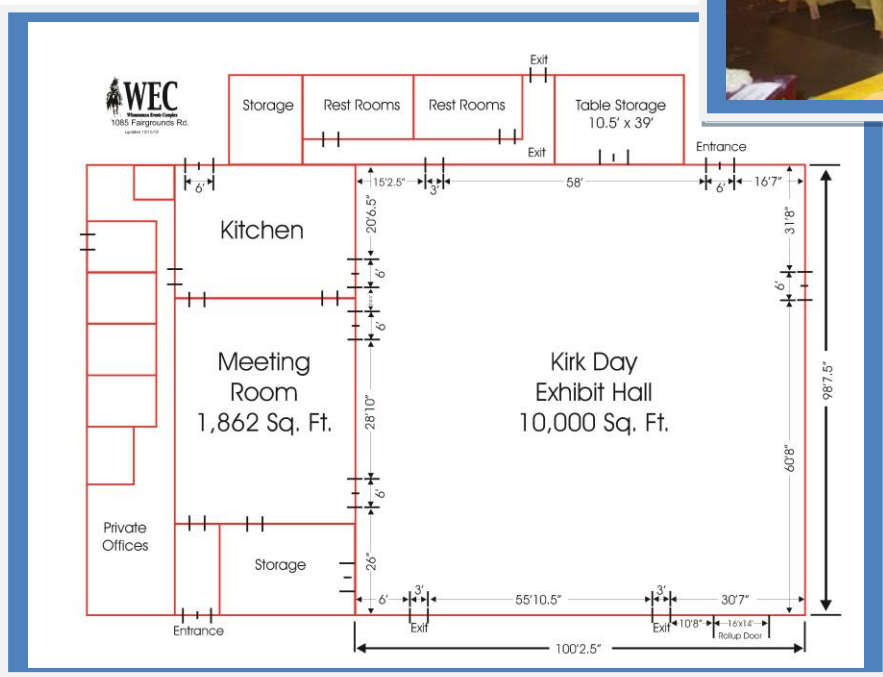 WEC
Winnemucca Events Complex
1085 Fairgrounds Rd.
Exit
Storage
Rest Rooms
Rest Rooms
Table Storage
10.5' x 39'
Exit
Entrance
6'
15'2.5"
3'
58'
6'
16'7"
Kitchen
20'6.5"
31'8"
6'
6'
6'
Meeting
Room
1,862 Sq. Ft.
Kirk Day
Exhibit Hall
10,000 Sq. Ft.
98'7.5"
28'10"
60'8"
6'
Private
Offices
Storage
26"
6'
3'
55'10.5"
3'
30'7"
Entrance
Exit
Exit
10'8"
16'x14'
Rollup Door
100'2.5"